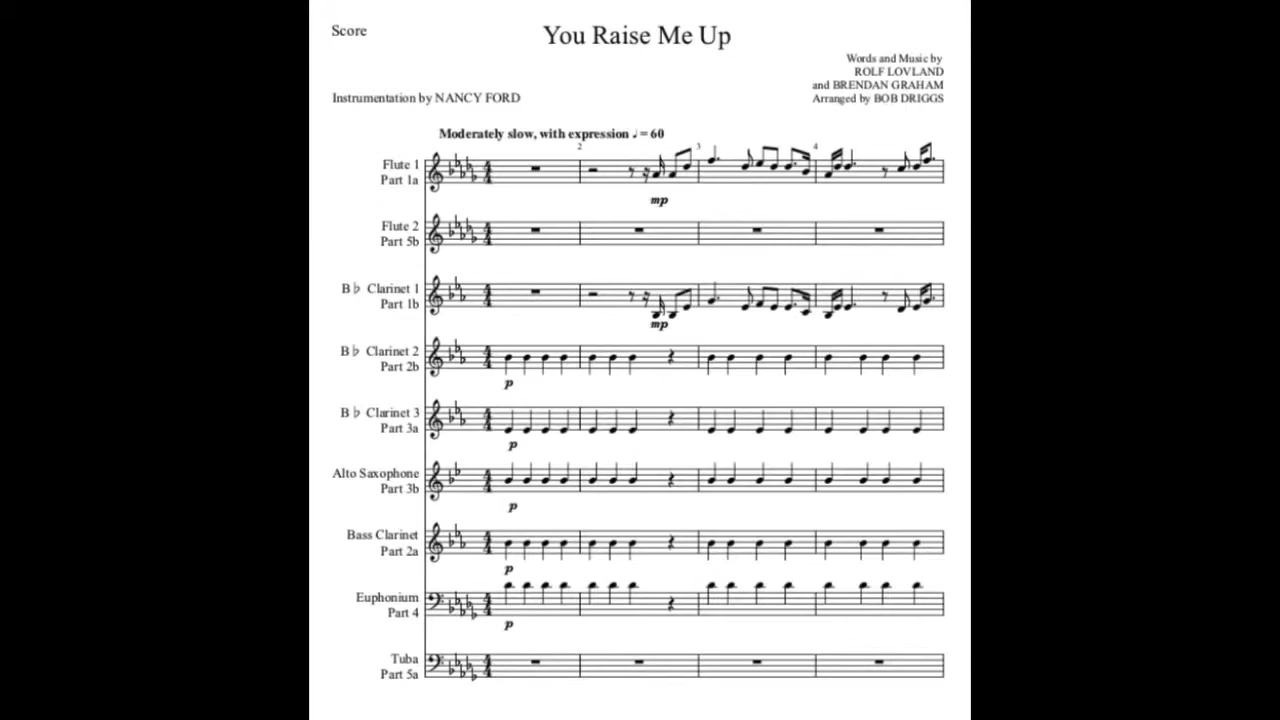 Score
You Raise Me Up
Words and Music by
ROLF LOVLAND
and BRENDAN GRAHAM
Instrumentation by NANCY FORD
Arranged by BOB DRIGGS
Moderately slow, with expression ♩ = 60
2
3
4
Flute 1
Part 1a
mp
Flute 2
Part 5b
B♭ Clarinet 1
Part 1b
mp
B♭ Clarinet 2
Part 2b
p
B♭ Clarinet 3
Part 3a
p
Alto Saxophone
Part 3b
p
Bass Clarinet
Part 2a
p
Euphonium
Part 4
p
Tuba
Part 5a